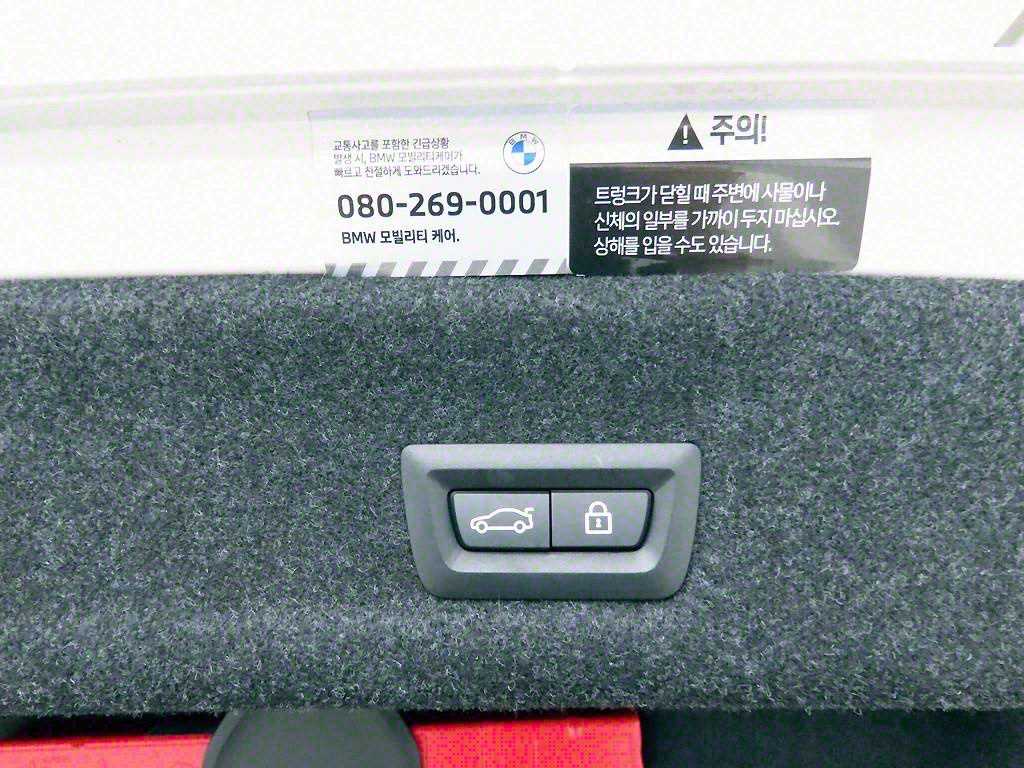 교통사고를 포함한 긴급상황
발생 시, BMW 모빌리티케어가
빠르고 친절하게 도와드리겠습니다.
BMW
080-269-0001
BMW 모빌리티 케어.
주의!
트렁크가 닫힐 때 주변에 사물이나
신체의 일부를 가까이 두지 마십시오.
상해를 입을 수도 있습니다.